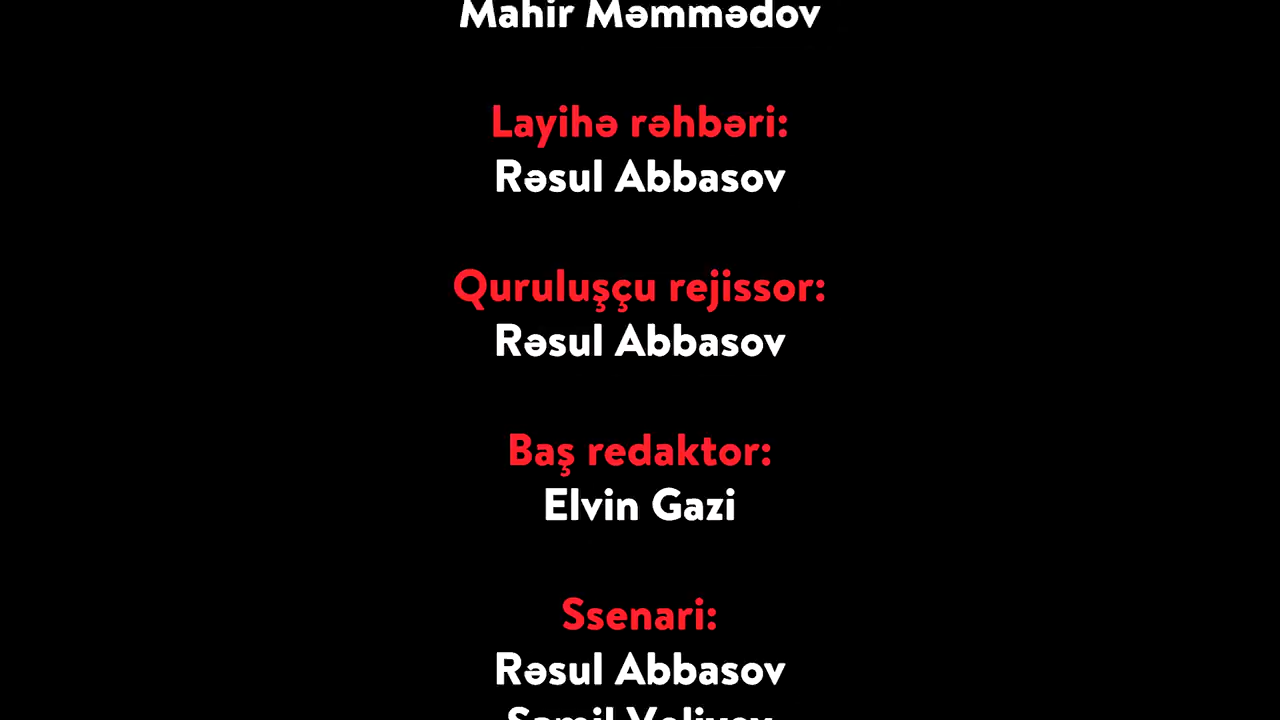 Mahir Məmmədov
Layihə rəhbəri:
Rəsul Abbasov
Quruluşçu rejissor:
Rəsul Abbasov
Baş redaktor:
Elvin Gazi
Ssenari:
Rəsul Abbasov